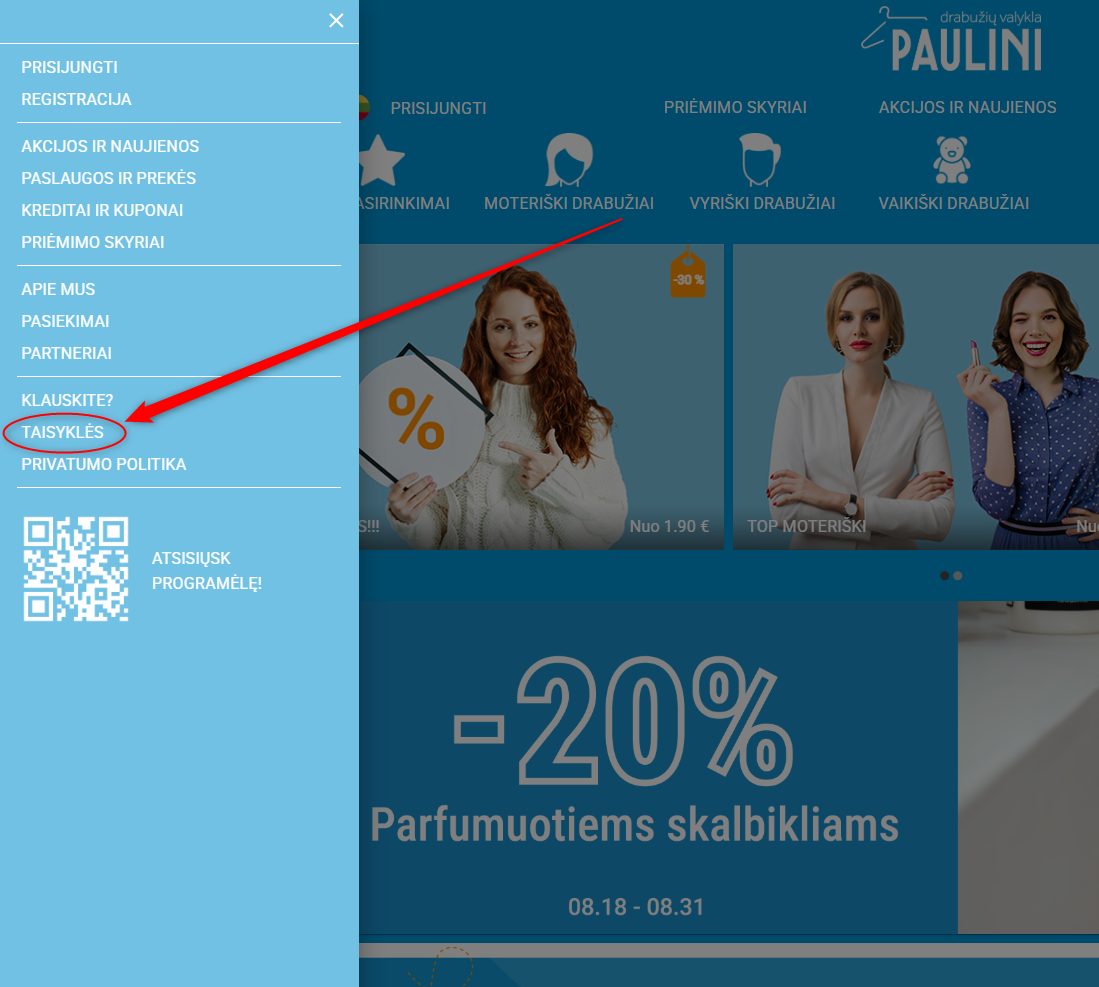 PRISIJUNGTI
REGISTRACIJA
AKCIJOS IR NAUJIENOS
PASLAUGOS IR PREKĖS
KREDITAI IR KUPONAI
PRIĖMIMO SKYRIAI
APIE MUS
PASIEKIMAI
PARTNERIAI
KLAUSKITE?
TAISYKLĖS
PRIVATUMO POLITIKA
ATSISIŲSK
PROGRAMĖLĘ!
drabužių valykla
PAULINI
PRISIJUNGTI
PRIĖMIMO SKYRIAI
AKCIJOS IR NAUJIENOS
ASIRINKIMAI
MOTERIŠKI DRABUŽIAI
VYRIŠKI DRABUŽIAI
VAIKIŠKI DRABUŽIAI
-30 %
%
S!!!
Nuo 1.90 €
TOP MOTERIŠKI
Nuo
-20%
Parfumuotiems skalbikliams
08.18 - 08.31